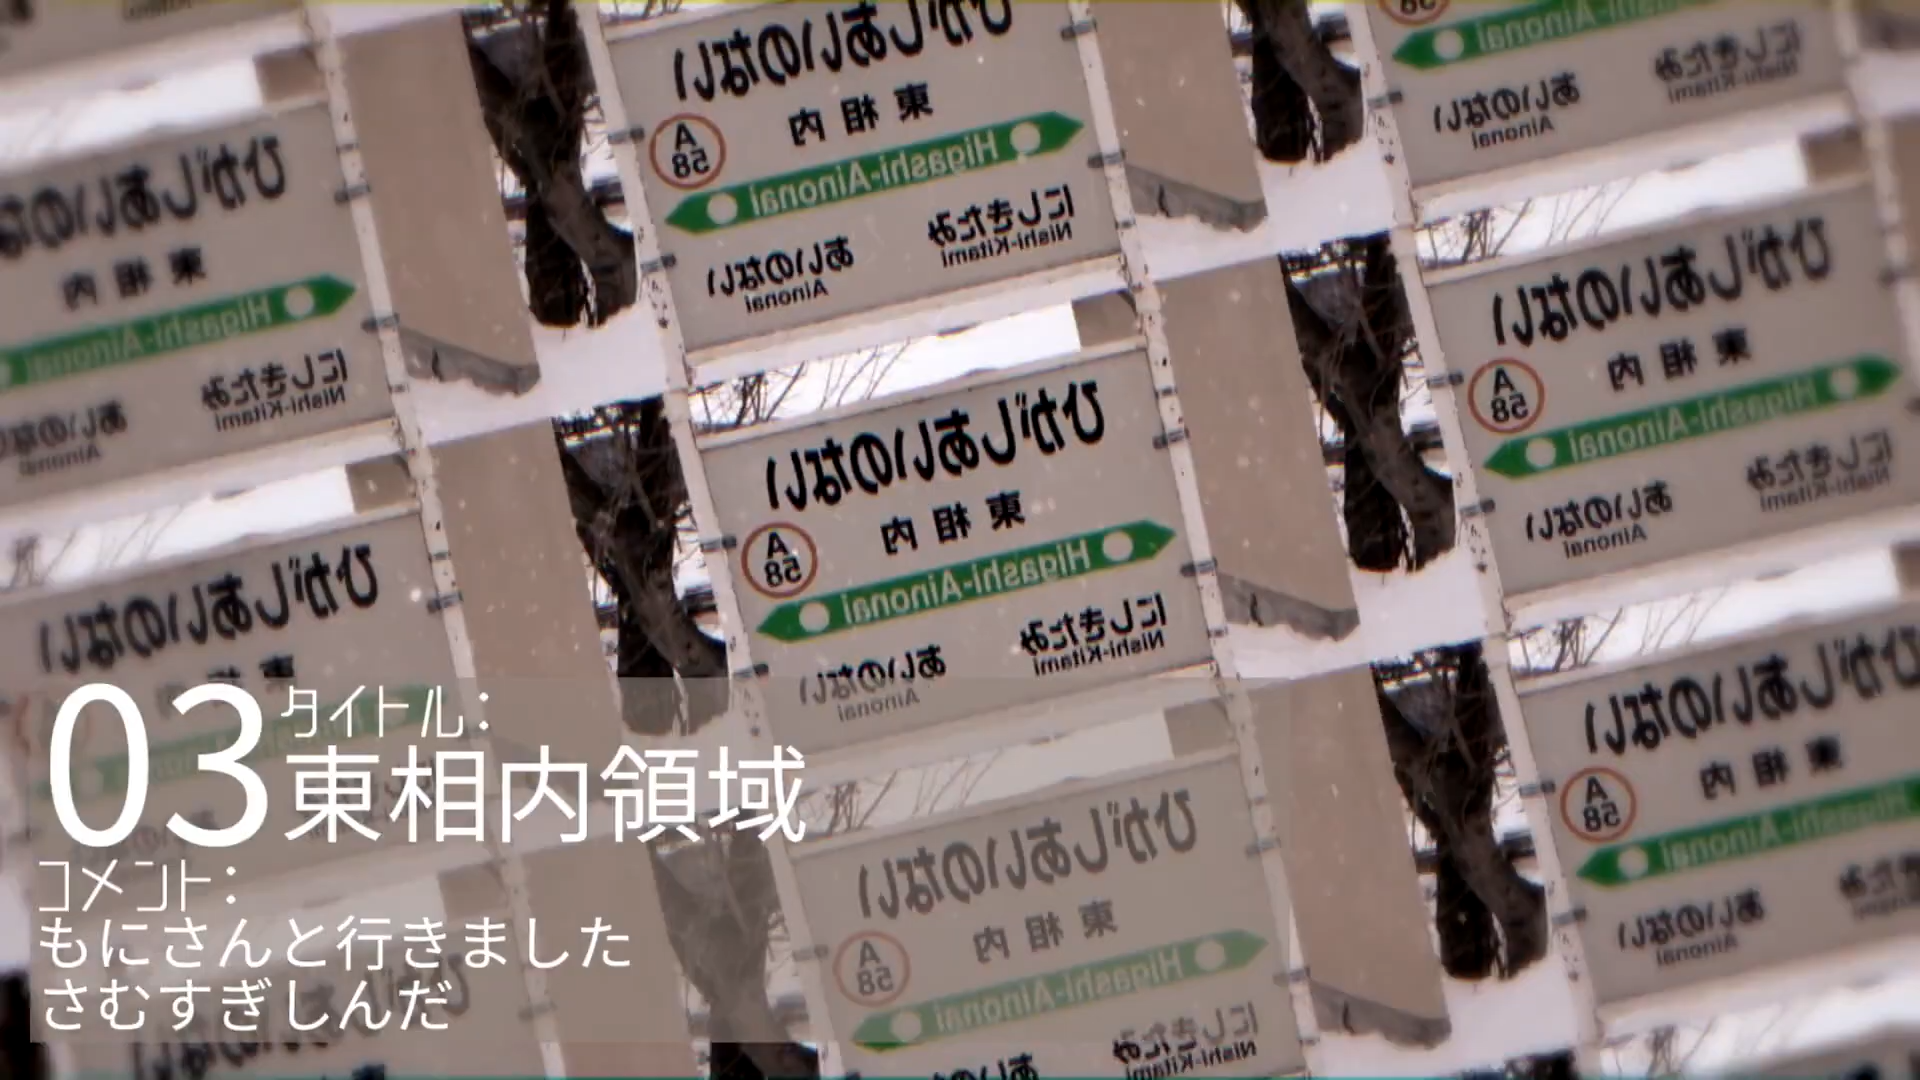 ひがしあいのない
東相内
A
58
Higashi-Ainonai
あいのない
Ainonai
にしきたみ
Nishi-Kitami
03
タイトル:
東相内領域
コメント:
もにさんと行きました
さむすぎしんだ